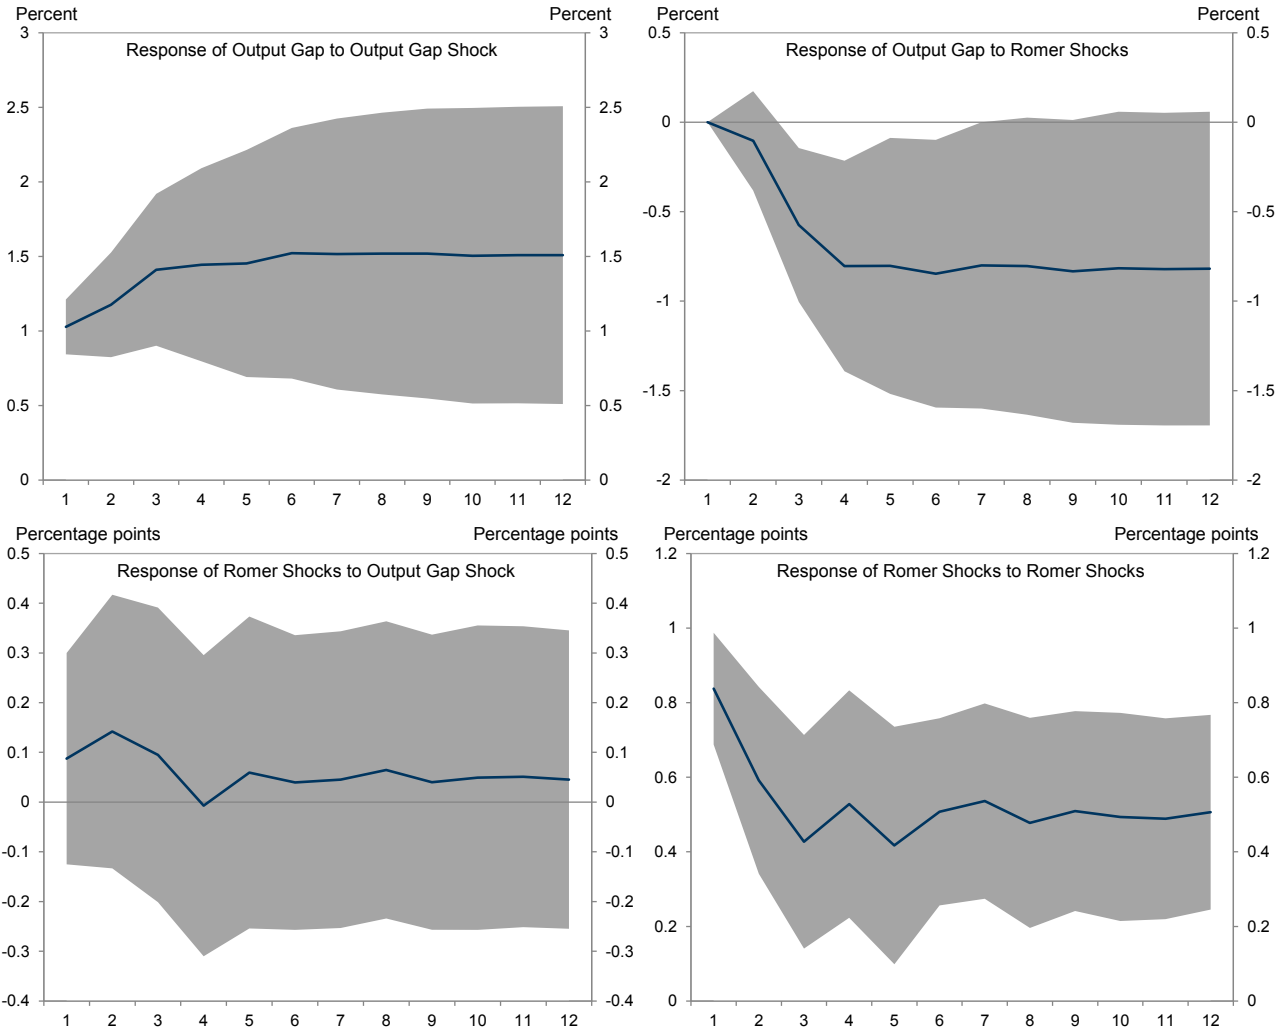 Percent Percent
Response of Output Gap to Output Gap Shock
3 3
2.5 2.5
2 2
1.5 1.5
1 1
0.5 0.5
0 0
1 2 3 4 5 6 7 8 9 10 11 12
Percent Percent
Response of Output Gap to Romer Shocks
0.5 0.5
0 0
-0.5 -0.5
-1 -1
-1.5 -1.5
-2 -2
1 2 3 4 5 6 7 8 9 10 11 12
Percentage points Percentage points
Response of Romer Shocks to Output Gap Shock
0.5 0.5
0.4 0.4
0.3 0.3
0.2 0.2
0.1 0.1
0 0
-0.1 -0.1
-0.2 -0.2
-0.3 -0.3
-0.4 -0.4
1 2 3 4 5 6 7 8 9 10 11 12
Percentage points Percentage points
Response of Romer Shocks to Romer Shocks
1.2 1.2
1 1
0.8 0.8
0.6 0.6
0.4 0.4
0.2 0.2
0 0
1 2 3 4 5 6 7 8 9 10 11 12